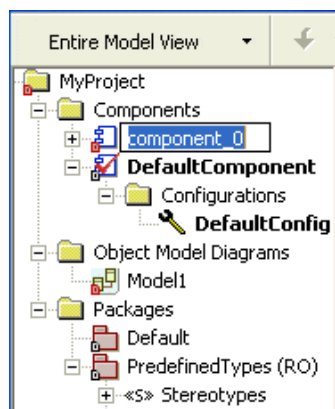 Entire Model View
MyProject
Components
component_0
DefaultComponent
Configurations
DefaultConfig
Object Model Diagrams
Model1
Packages
Default
PredefinedTypes (RO)
«S» Stereotypes